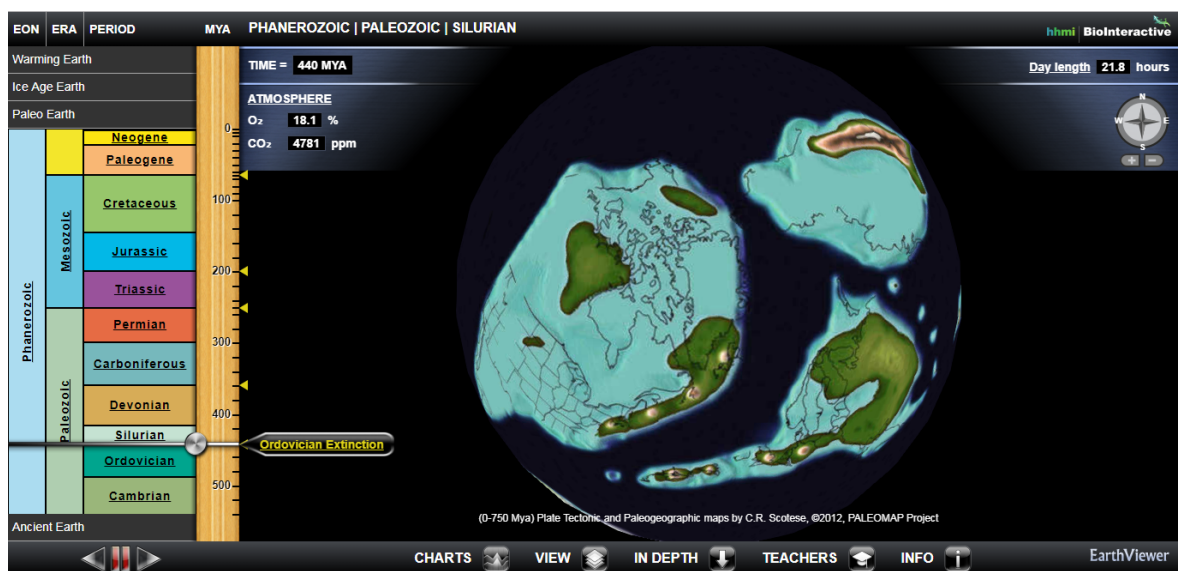 EON ERA PERIOD MYA PHANEROZOIC | PALEOZOIC | SILURIAN
hhmi BioInteractive
Warming Earth
Ice Age Earth
Paleo Earth
TIME = 440 MYA
Day length 21.8 hours
ATMOSPHERE
O₂ 18.1 %
CO₂ 4781 ppm
N
W E
S
+ −
Phanerozoic
Mesozoic
Paleozoic
Neogene
Paleogene
Cretaceous
Jurassic
Triassic
Permian
Carboniferous
Devonian
Silurian
Ordovician
Cambrian
0
100
200
300
400
500
Ordovician Extinction
Ancient Earth
(0-750 Mya) Plate Tectonic and Paleogeographic maps by C.R. Scotese, ©2012, PALEOMAP Project
CHARTS VIEW IN DEPTH TEACHERS INFO i EarthViewer